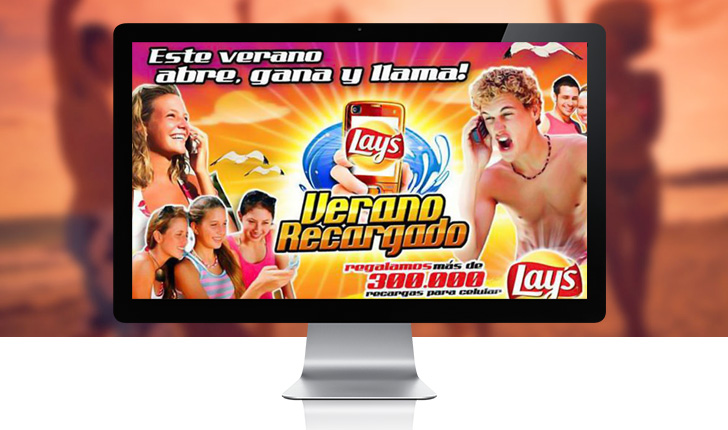 Este verano
abre, gana y llama!
Lay's
Verano
Recargado
regalamos más de
300.000
recargas para celular
Lay's